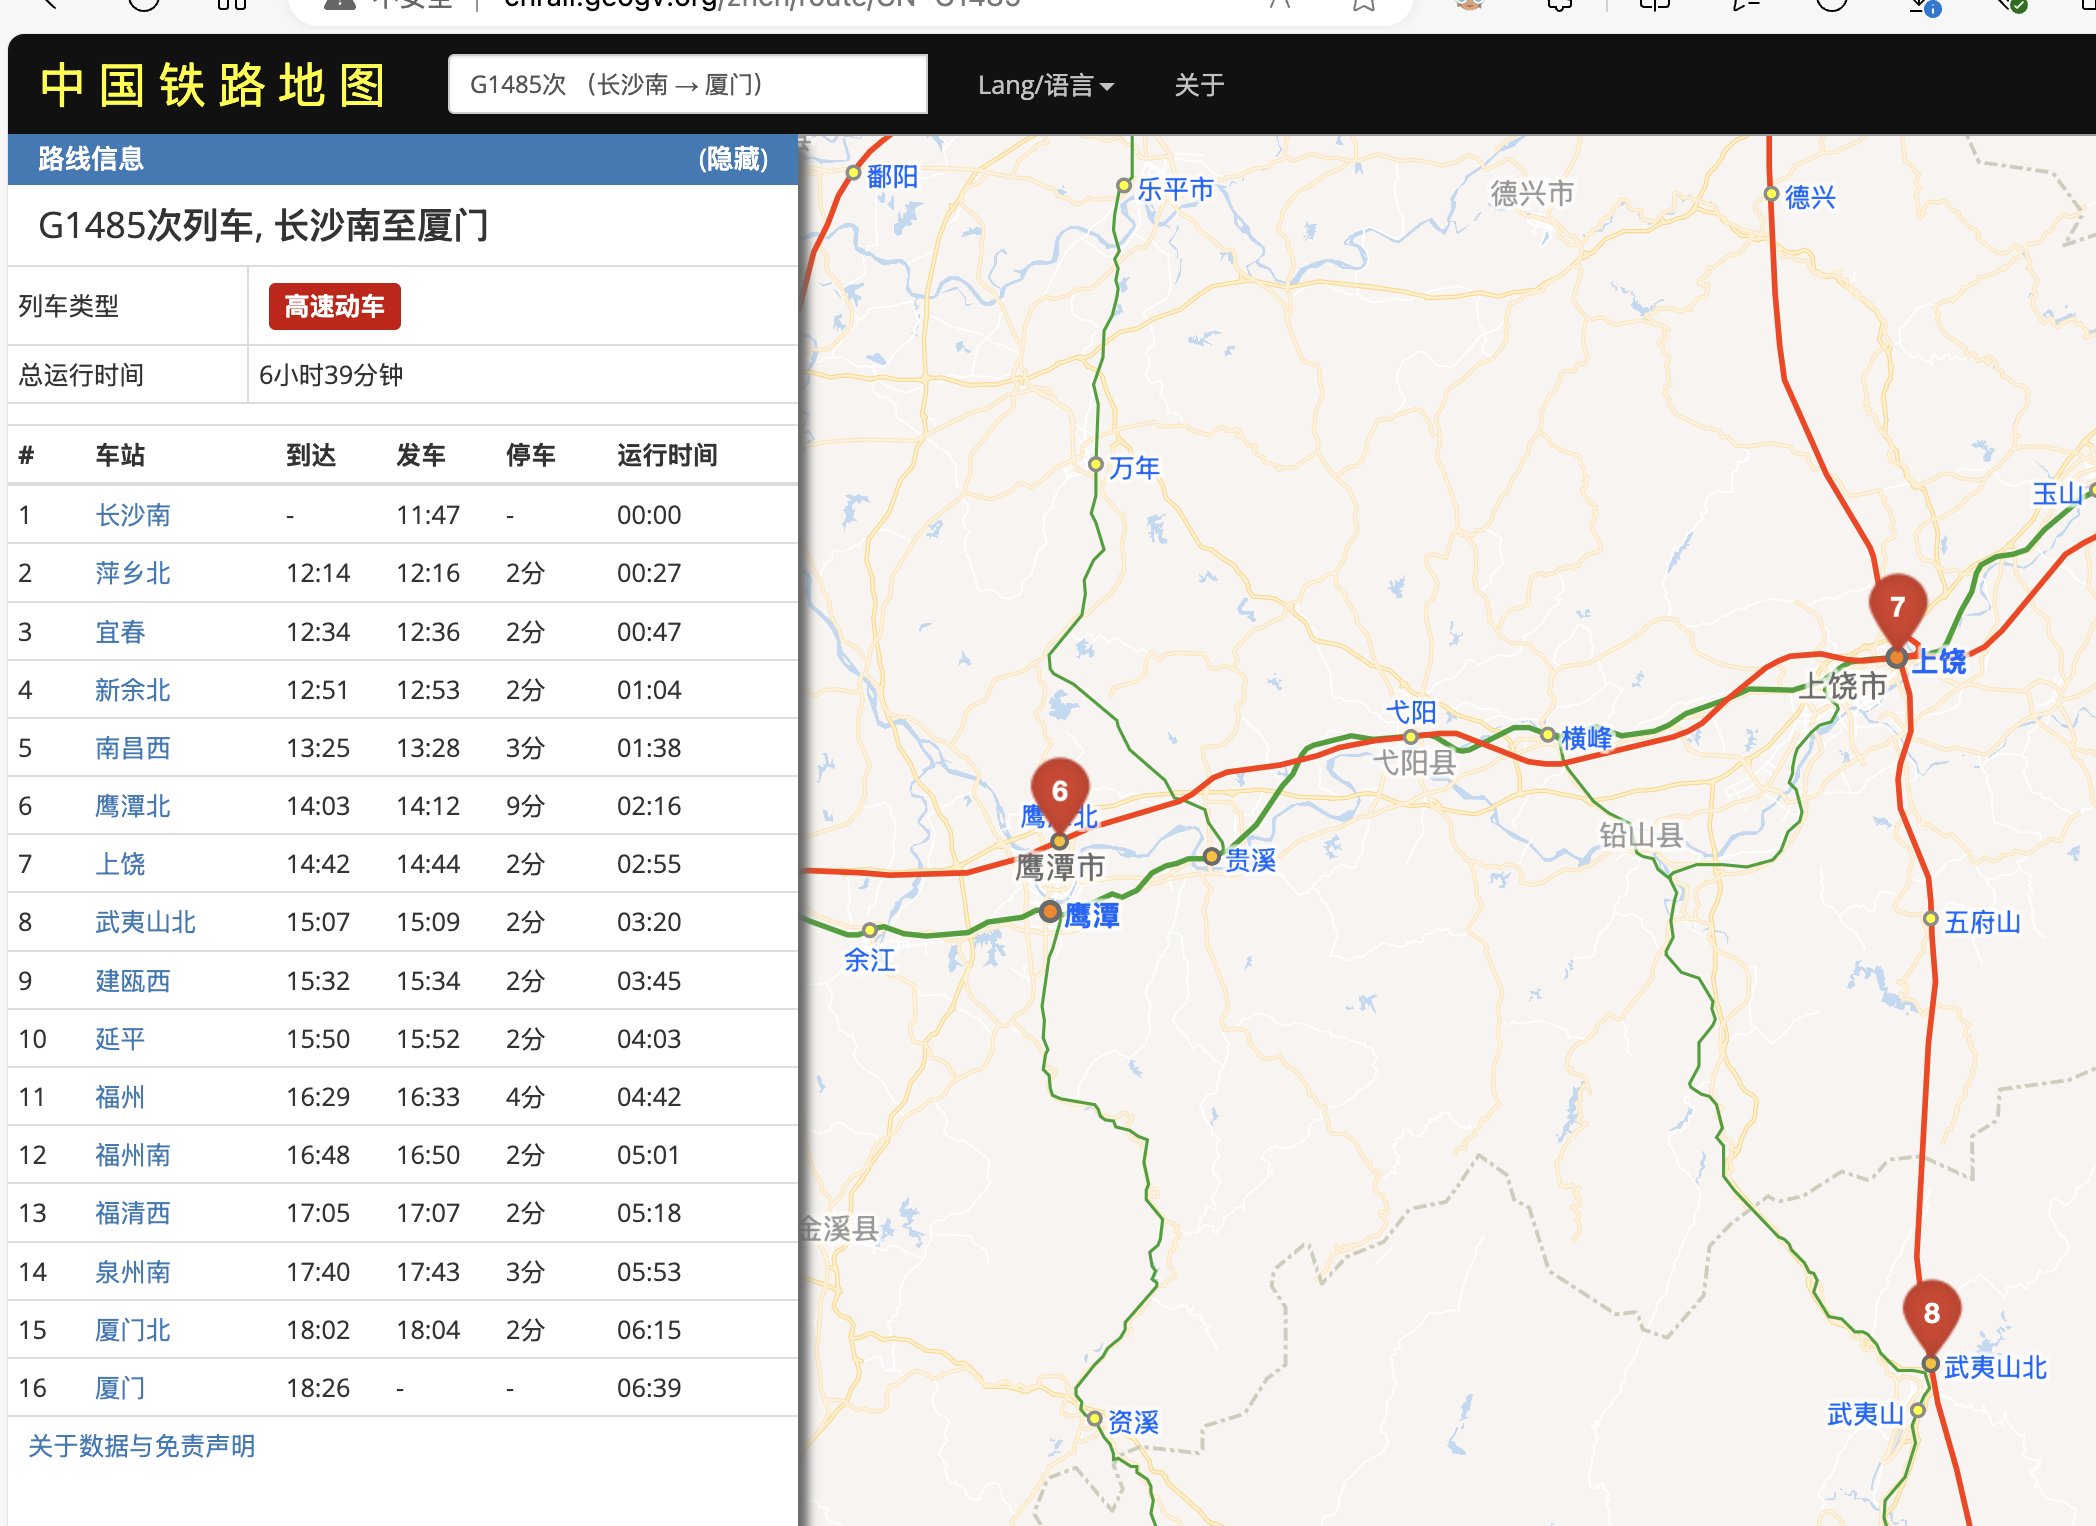 中国铁路地图
G1485次 （长沙南→厦门）
Lang/语言
关于
路线信息
(隐藏)
G1485次列车, 长沙南至厦门
列车类型 高速动车
总运行时间 6小时39分钟
# 车站 到达 发车 停车 运行时间
1 长沙南 - 11:47 - 00:00
2 萍乡北 12:14 12:16 2分 00:27
3 宜春 12:34 12:36 2分 00:47
4 新余北 12:51 12:53 2分 01:04
5 南昌西 13:25 13:28 3分 01:38
6 鹰潭北 14:03 14:12 9分 02:16
7 上饶 14:42 14:44 2分 02:55
8 武夷山北 15:07 15:09 2分 03:20
9 建瓯西 15:32 15:34 2分 03:45
10 延平 15:50 15:52 2分 04:03
11 福州 16:29 16:33 4分 04:42
12 福州南 16:48 16:50 2分 05:01
13 福清西 17:05 17:07 2分 05:18
14 泉州南 17:40 17:43 3分 05:53
15 厦门北 18:02 18:04 2分 06:15
16 厦门 18:26 - - 06:39
关于数据与免责声明
鄱阳
乐平市
德兴市
德兴
万年
玉山
7
上饶
上饶市
弋阳
弋阳县
横峰
6
鹰潭市
铅山县
贵溪
鹰潭
余江
五府山
金溪县
8
武夷山北
武夷山
资溪